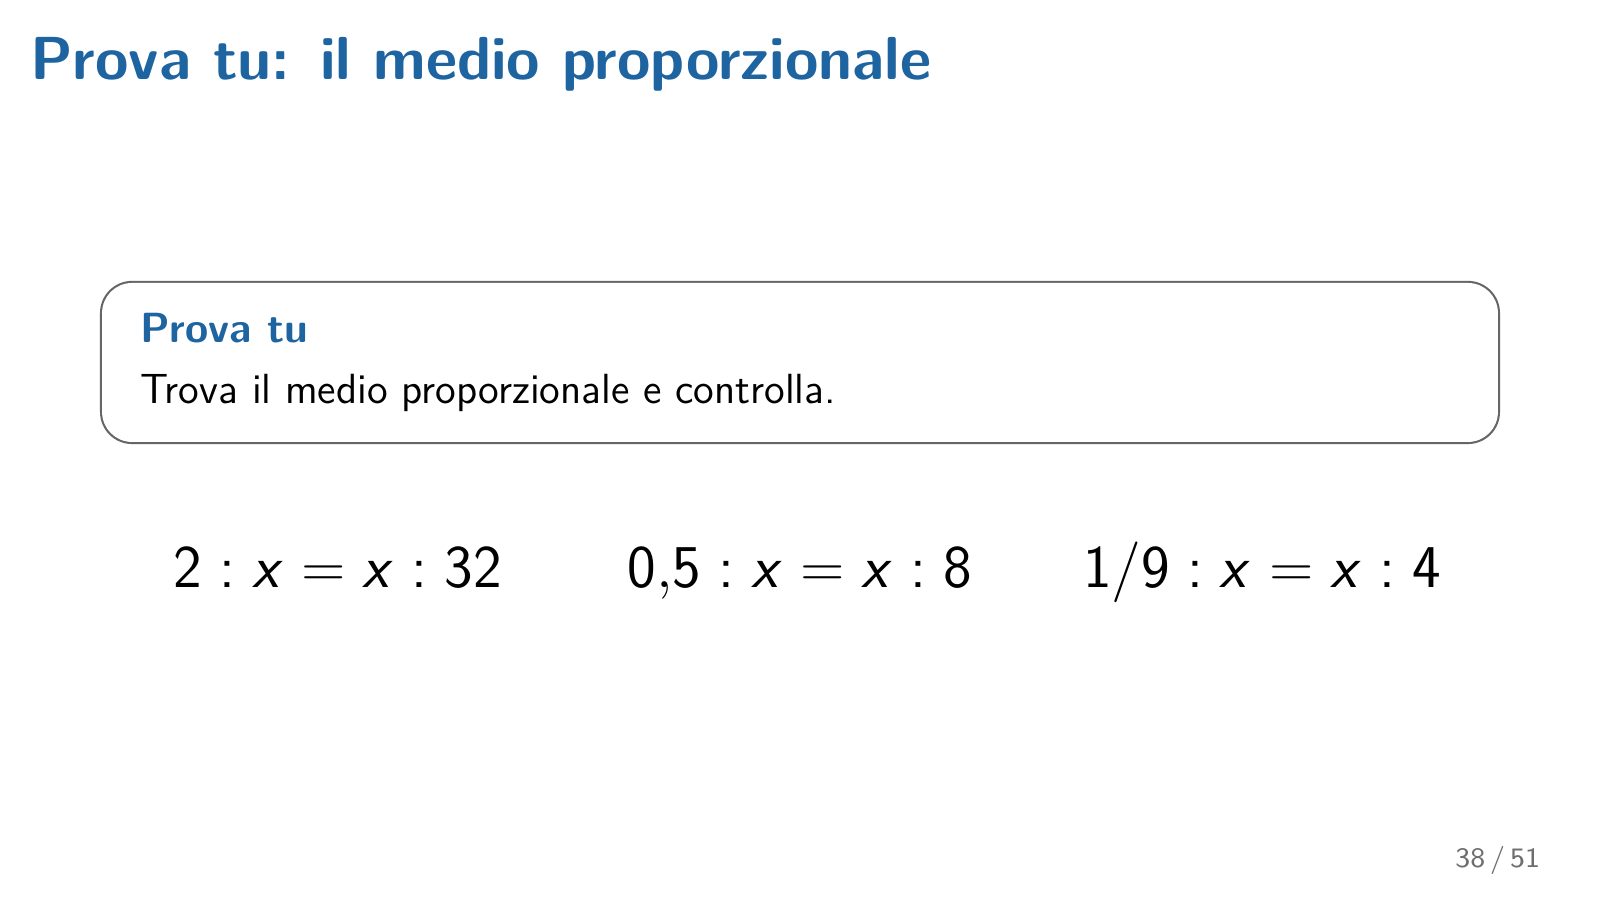 Prova tu: il medio proporzionale
Prova tu
Trova il medio proporzionale e controlla.
2 : x = x : 32 0,5 : x = x : 8 1/9 : x = x : 4
38 / 51